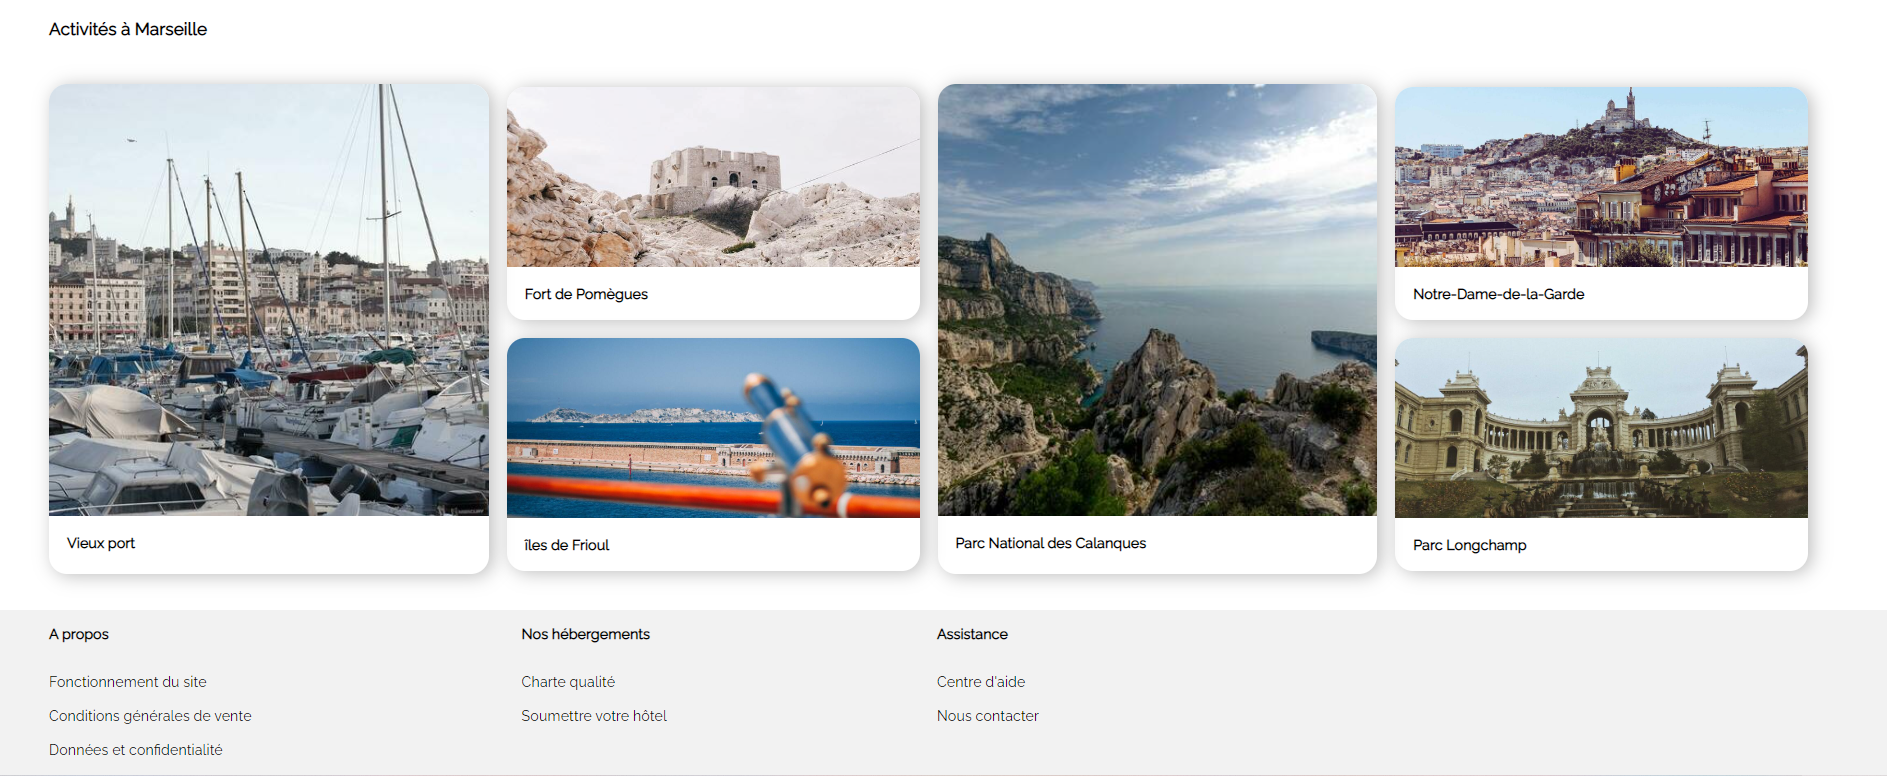 Activités à Marseille
Vieux port
Fort de Pomègues
îles de Frioul
Parc National des Calanques
Notre-Dame-de-la-Garde
Parc Longchamp
A propos
Fonctionnement du site
Conditions générales de vente
Données et confidentialité
Nos hébergements
Charte qualité
Soumettre votre hôtel
Assistance
Centre d'aide
Nous contacter